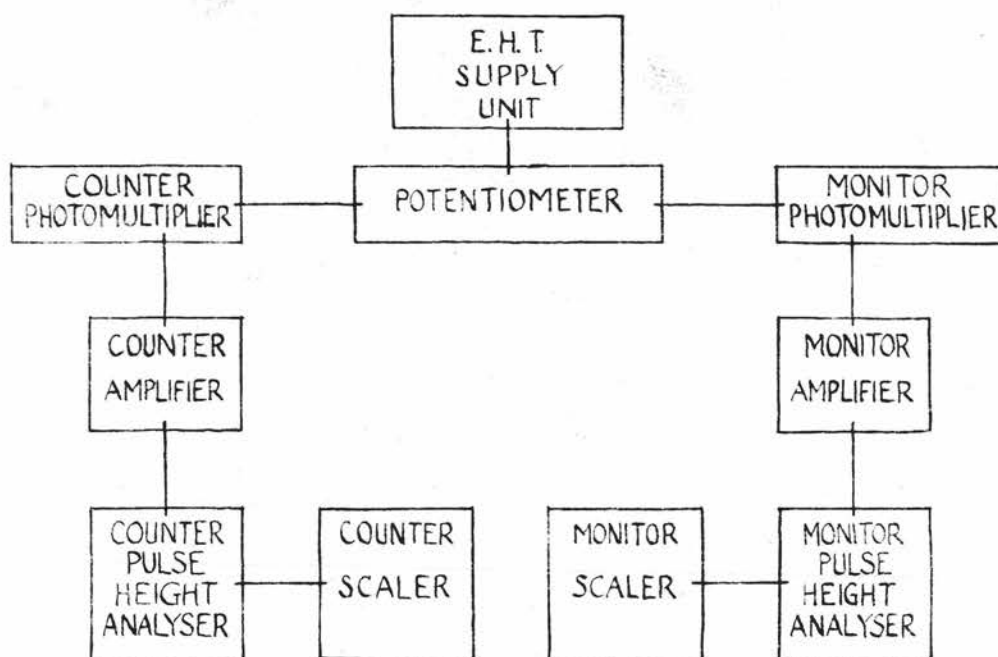 E.H.T.
SUPPLY
UNIT
COUNTER
PHOTOMULTIPLIER
POTENTIOMETER
MONITOR
PHOTOMULTIPLIER
COUNTER
AMPLIFIER
MONITOR
AMPLIFIER
COUNTER
PULSE
HEIGHT
ANALYSER
COUNTER
SCALER
MONITOR
SCALER
MONITOR
PULSE
HEIGHT
ANALYSER